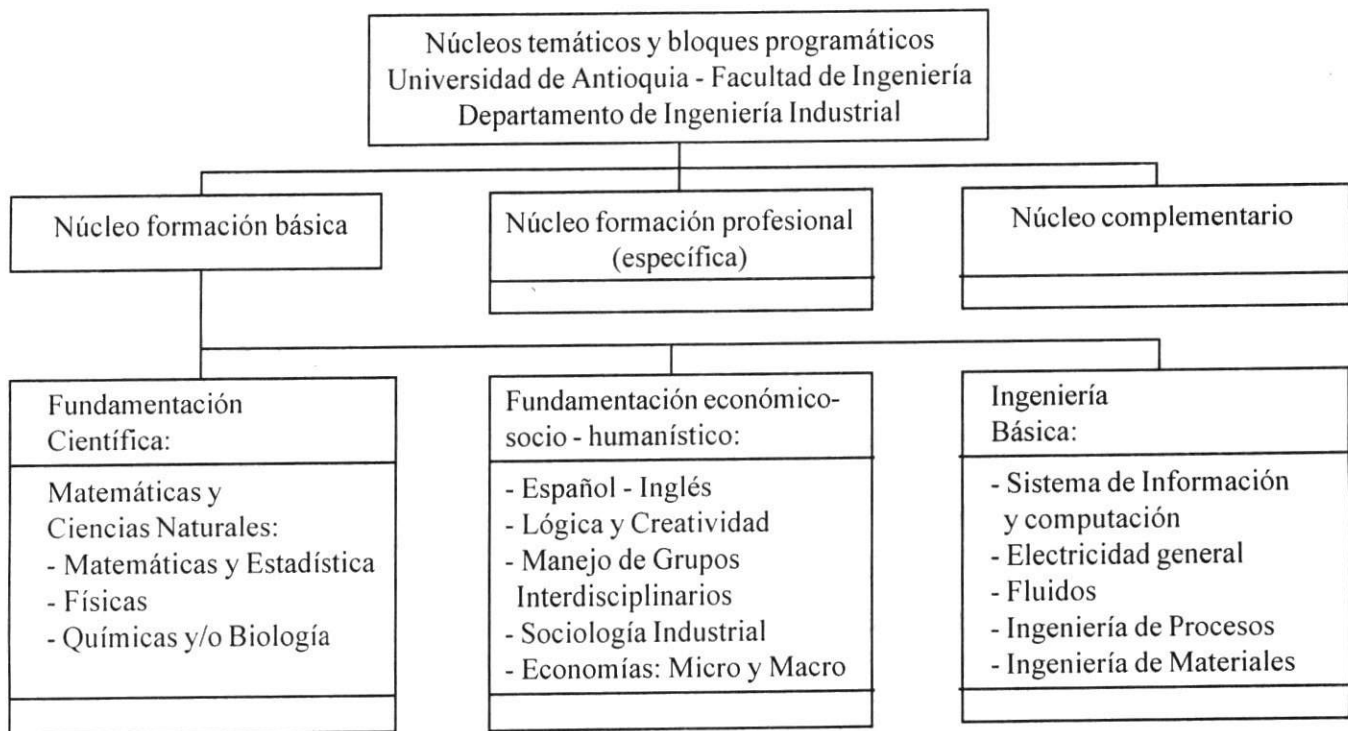 Núcleos temáticos y bloques programáticos
Universidad de Antioquia - Facultad de Ingeniería
Departamento de Ingeniería Industrial
Núcleo formación básica
Núcleo formación profesional
(específica)
Núcleo complementario
Fundamentación
Científica:
Matemáticas y
Ciencias Naturales:
- Matemáticas y Estadística
- Físicas
- Químicas y/o Biología
Fundamentación económico-
socio - humanístico:
- Español - Inglés
- Lógica y Creatividad
- Manejo de Grupos
Interdisciplinarios
- Sociología Industrial
- Economías: Micro y Macro
Ingeniería
Básica:
- Sistema de Información
y computación
- Electricidad general
- Fluidos
- Ingeniería de Procesos
- Ingeniería de Materiales